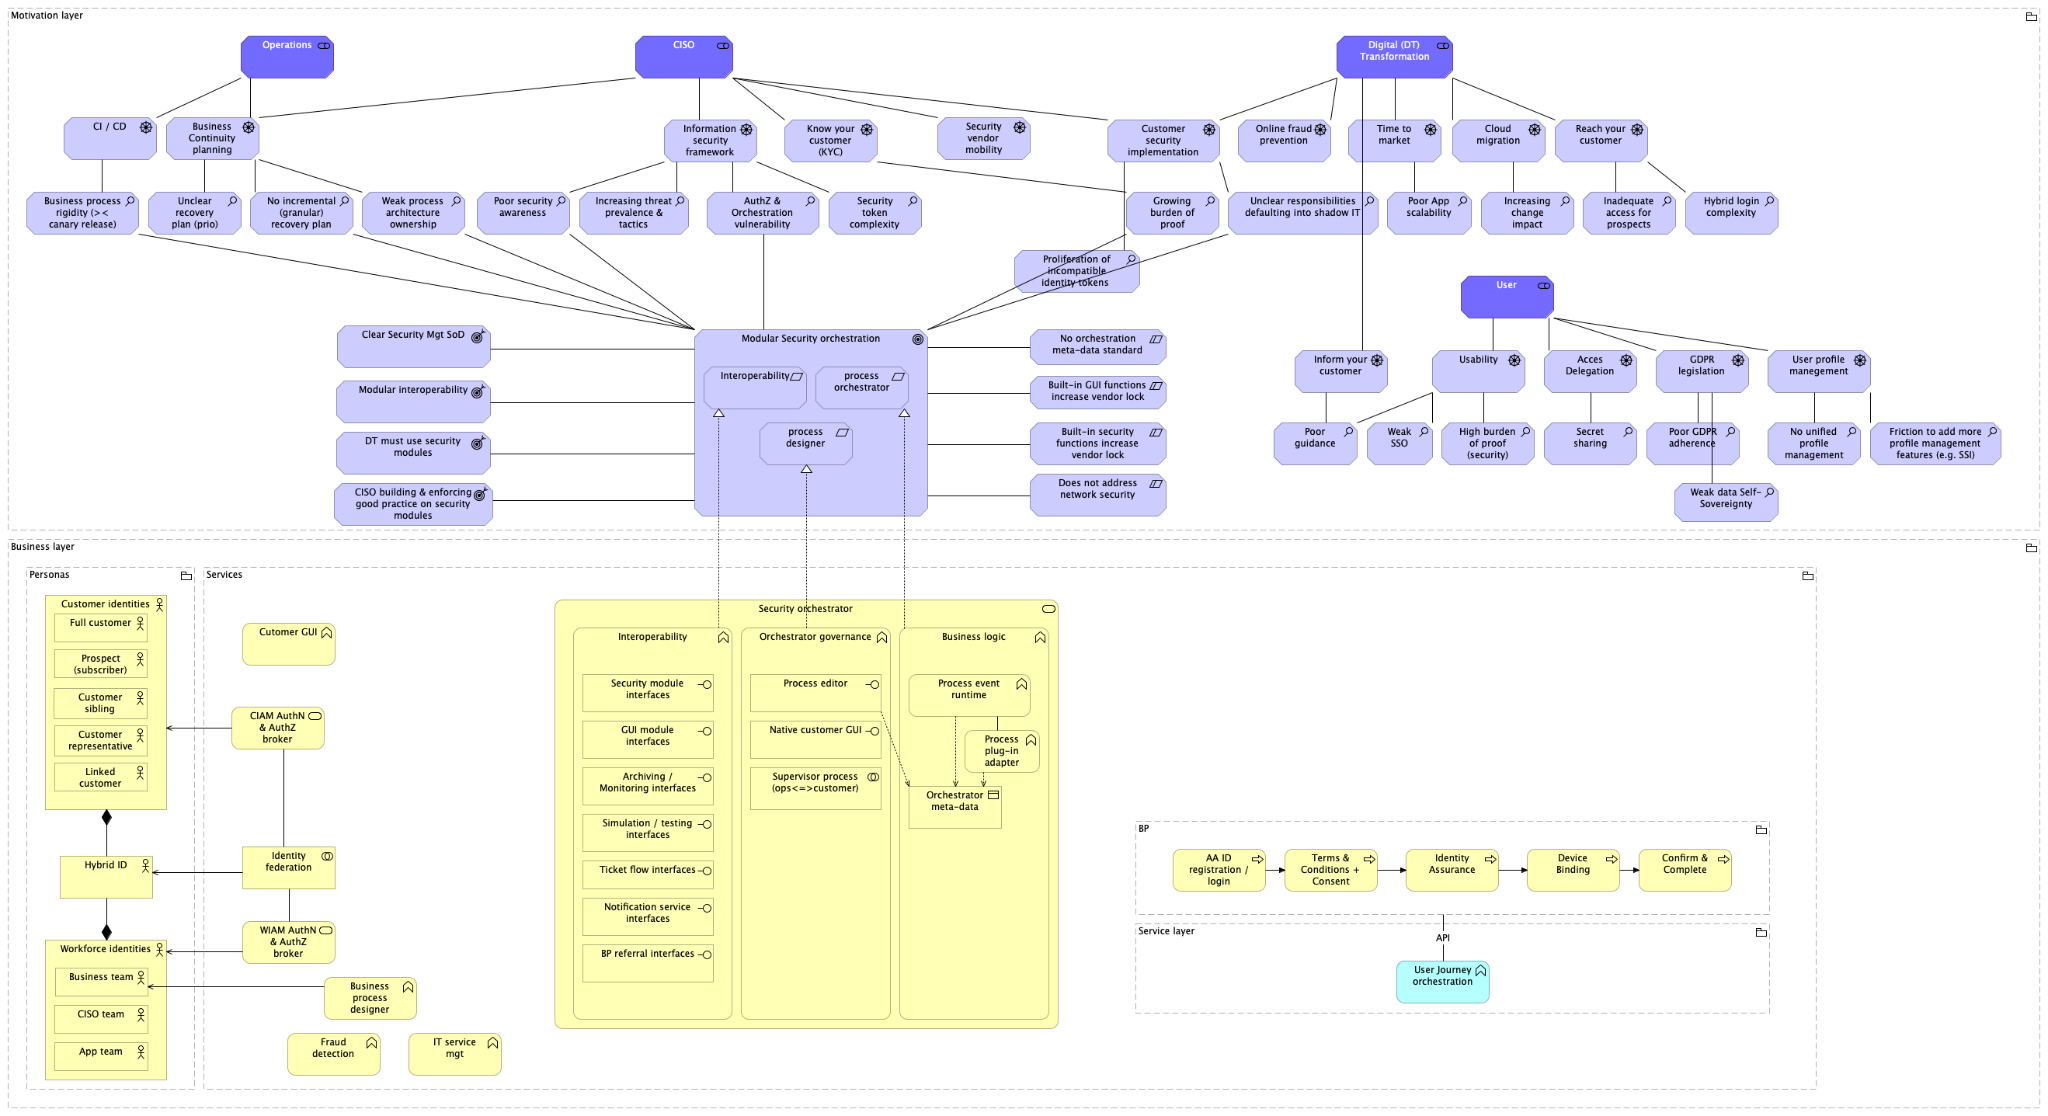 Motivation layer
Operations
CISO
Digital (DT)
Transformation
CI / CD
Business
Continuity
planning
Information
security
framework
Know your
customer
(KYC)
Security
vendor
mobility
Customer
security
implementation
Online fraud
prevention
Time to
market
Cloud
migration
Reach your
customer
Business process
rigidity (><
canary release)
Unclear
recovery
plan (prio)
No incremental
(granular)
recovery plan
Weak process
architecture
ownership
Poor security
awareness
Increasing threat
prevalence &
tactics
AuthZ &
Orchestration
vulnerability
Security
token
complexity
Growing
burden of
proof
Unclear responsibilities
defaulting into shadow IT
Poor App
scalability
Increasing
change
impact
Inadequate
access for
prospects
Hybrid login
complexity
Proliferation of
incompatible
identity tokens
User
Clear Security Mgt SoD
Modular interoperability
DT must use security
modules
CISO building & enforcing
good practice on security
modules
Modular Security orchestration
Interoperability
process
orchestrator
process
designer
No orchestration
meta-data standard
Built-in GUI functions
increase vendor lock
Built-in security
functions increase
vendor lock
Does not address
network security
Inform your
customer
Usability
Acces
Delegation
GDPR
legislation
User profile
manegement
Poor
guidance
Weak
SSO
High burden
of proof
(security)
Secret
sharing
Poor GDPR
adherence
No unified
profile
management
Friction to add more
profile management
features (e.g. SSI)
Weak data Self-
Sovereignty
Business layer
Personas
Customer identities
Full customer
Prospect
(subscriber)
Customer
sibling
Customer
representative
Linked
customer
Hybrid ID
Workforce identities
Business team
CISO team
App team
Services
Cutomer GUI
CIAM AuthN
& AuthZ
broker
Identity
federation
WIAM AuthN
& AuthZ
broker
Business
process
designer
Fraud
detection
IT service
mgt
Security orchestrator
Interoperability
Security module
interfaces
GUI module
interfaces
Archiving /
Monitoring interfaces
Simulation / testing
interfaces
Ticket flow interfaces
Notification service
interfaces
BP referral interfaces
Orchestrator governance
Process editor
Native customer GUI
Supervisor process
(ops<=>customer)
Business logic
Process event
runtime
Process
plug-in
adapter
Orchestrator
meta-data
BP
AA ID
registration /
login
Terms &
Conditions +
Consent
Identity
Assurance
Device
Binding
Confirm &
Complete
Service layer
API
User Journey
orchestration